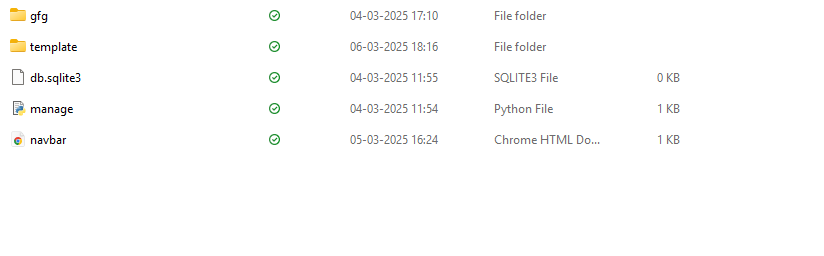 gfg 04-03-2025 17:10 File folder
template 06-03-2025 18:16 File folder
db.sqlite3 04-03-2025 11:55 SQLITE3 File 0 KB
manage 04-03-2025 11:54 Python File 1 KB
navbar 05-03-2025 16:24 Chrome HTML Do... 1 KB